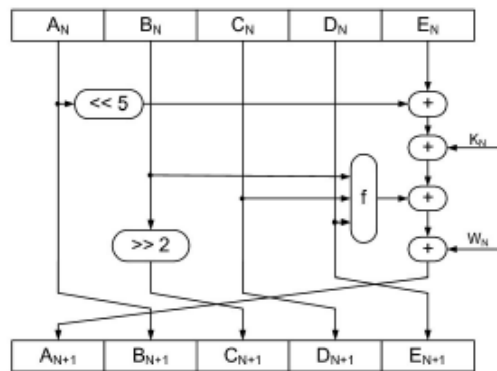 A_N B_N C_N D_N E_N
<< 5
+
K_N
+
f
+
>> 2
W_N
+
A_N+1 B_N+1 C_N+1 D_N+1 E_N+1